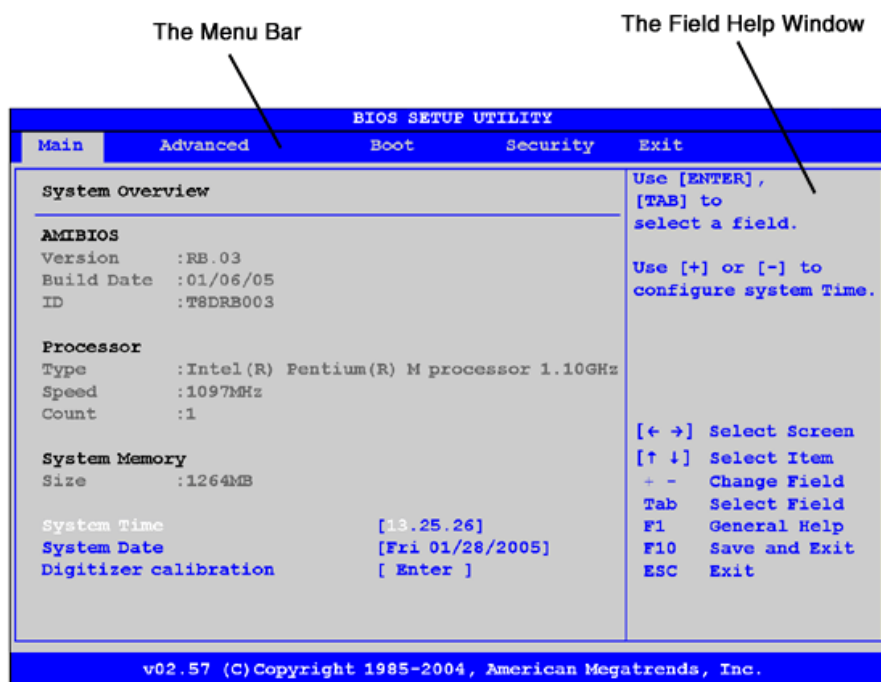 The Menu Bar
The Field Help Window
BIOS SETUP UTILITY
Main Advanced Boot Security Exit
System Overview
AMIBIOS
Version :RB.03
Build Date :01/06/05
ID :T8DRB003
Processor
Type :Intel(R) Pentium(R) M processor 1.10GHz
Speed :1097MHz
Count :1
System Memory
Size :1264MB
System Time [13.25.26]
System Date [Fri 01/28/2005]
Digitizer calibration [ Enter ]
Use [ENTER],
[TAB] to
select a field.
Use [+] or [-] to
configure system Time.
[← →] Select Screen
[↑ ↓] Select Item
+ - Change Field
Tab Select Field
F1 General Help
F10 Save and Exit
ESC Exit
v02.57 (C)Copyright 1985-2004, American Megatrends, Inc.